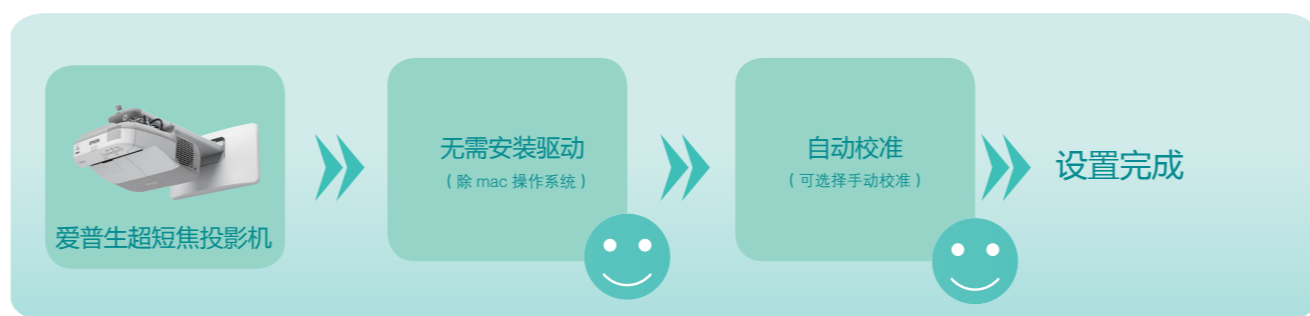 爱普生超短焦投影机
无需安装驱动
(除 mac 操作系统)
自动校准
(可选择手动校准)
设置完成